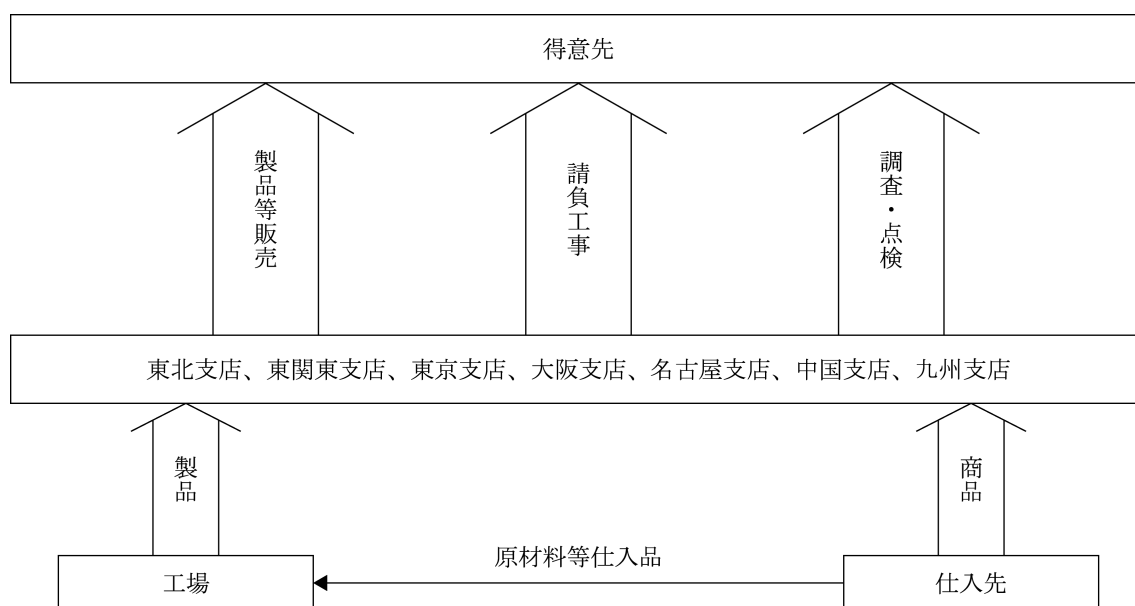 得意先
製品等販売
請負工事
調査・点検
東北支店、東関東支店、東京支店、大阪支店、名古屋支店、中国支店、九州支店
製品
商品
原材料等仕入品
工場
仕入先